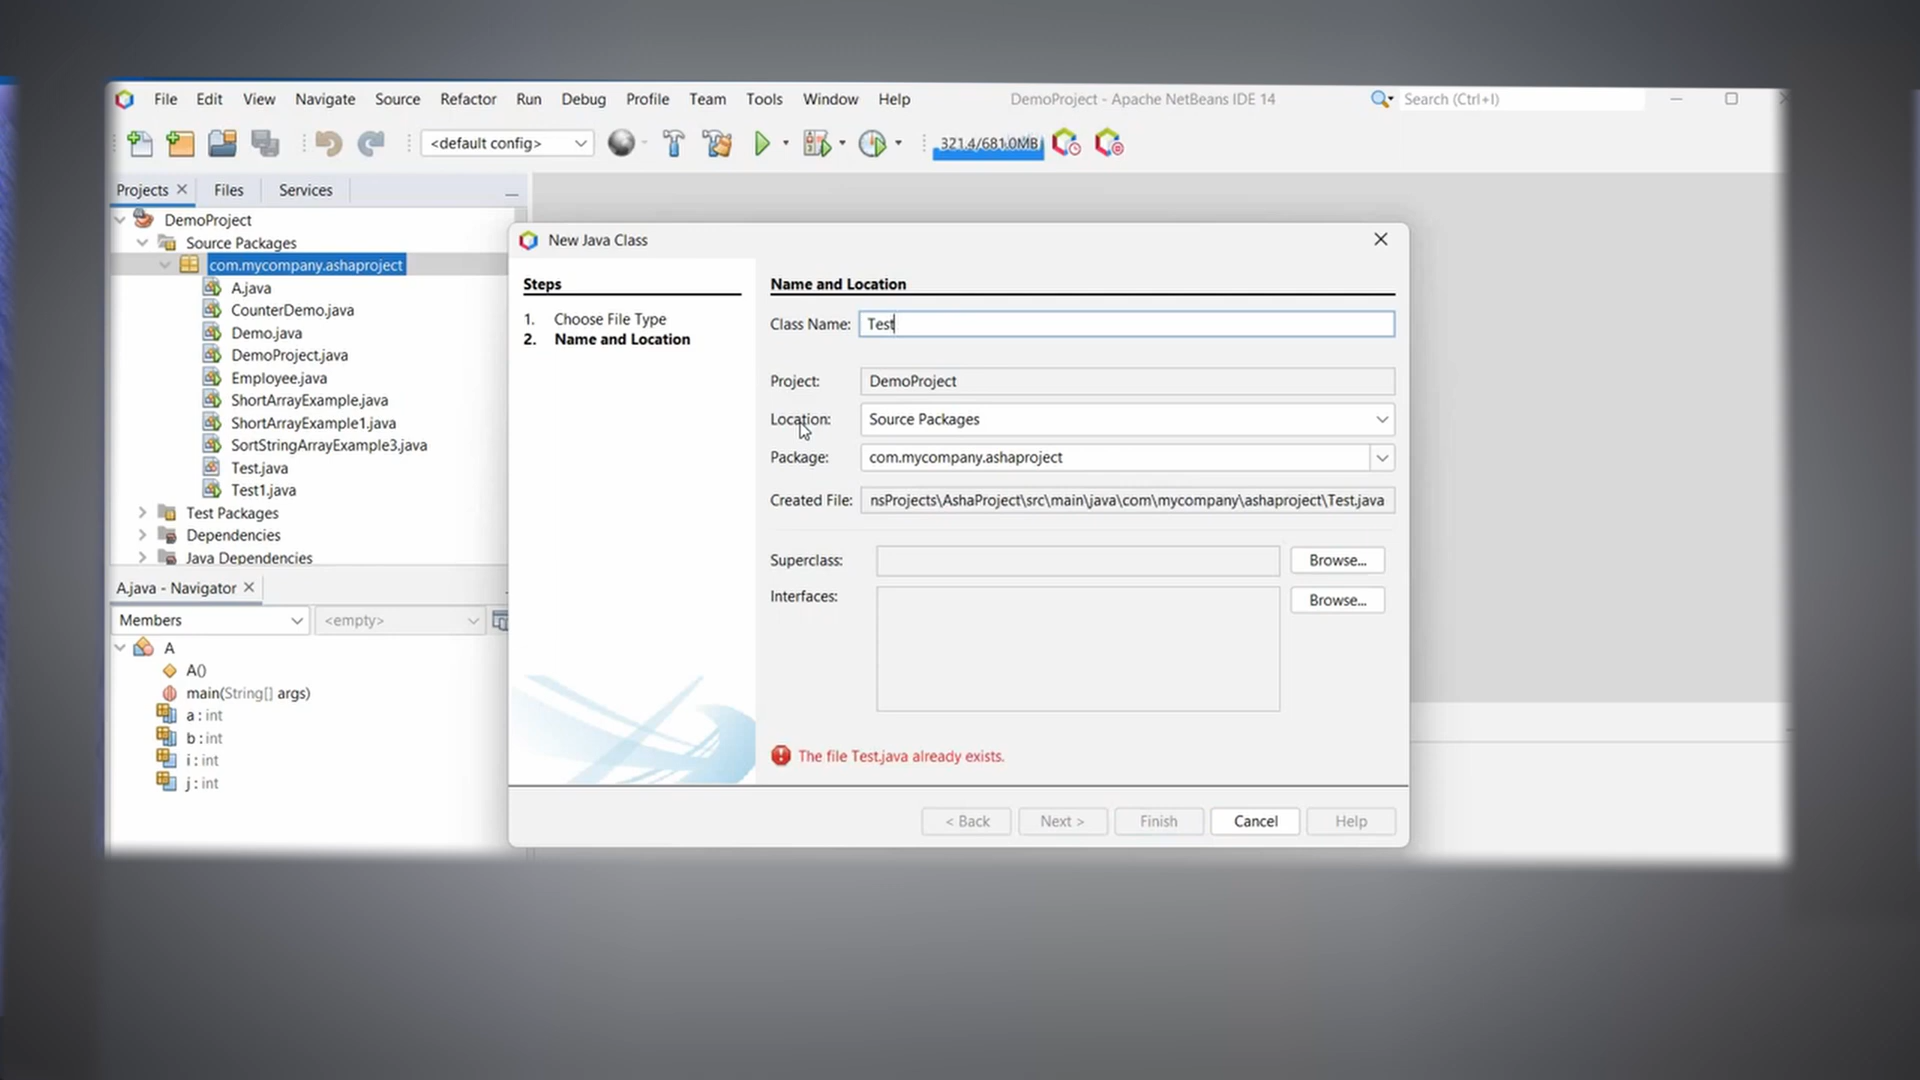 File Edit View Navigate Source Refactor Run Debug Profile Team Tools Window Help DemoProject - Apache NetBeans IDE 14 Search (Ctrl+I)
<default config> 321.4/681.0MB
Projects Files Services
DemoProject
Source Packages
com.mycompany.ashaproject
A.java
CounterDemo.java
Demo.java
DemoProject.java
Employee.java
ShortArrayExample.java
ShortArrayExample1.java
SortStringArrayExample3.java
Test.java
Test1.java
Test Packages
Dependencies
Java Dependencies
A.java - Navigator
Members <empty>
A
A()
main(String[] args)
a : int
b : int
i : int
j : int
New Java Class
Steps
1. Choose File Type
2. Name and Location
Name and Location
Class Name: Test
Project: DemoProject
Location: Source Packages
Package: com.mycompany.ashaproject
Created File: nsProjects\AshaProject\src\main\java\com\mycompany\ashaproject\Test.java
Superclass: Browse...
Interfaces: Browse...
The file Test.java already exists.
< Back Next > Finish Cancel Help